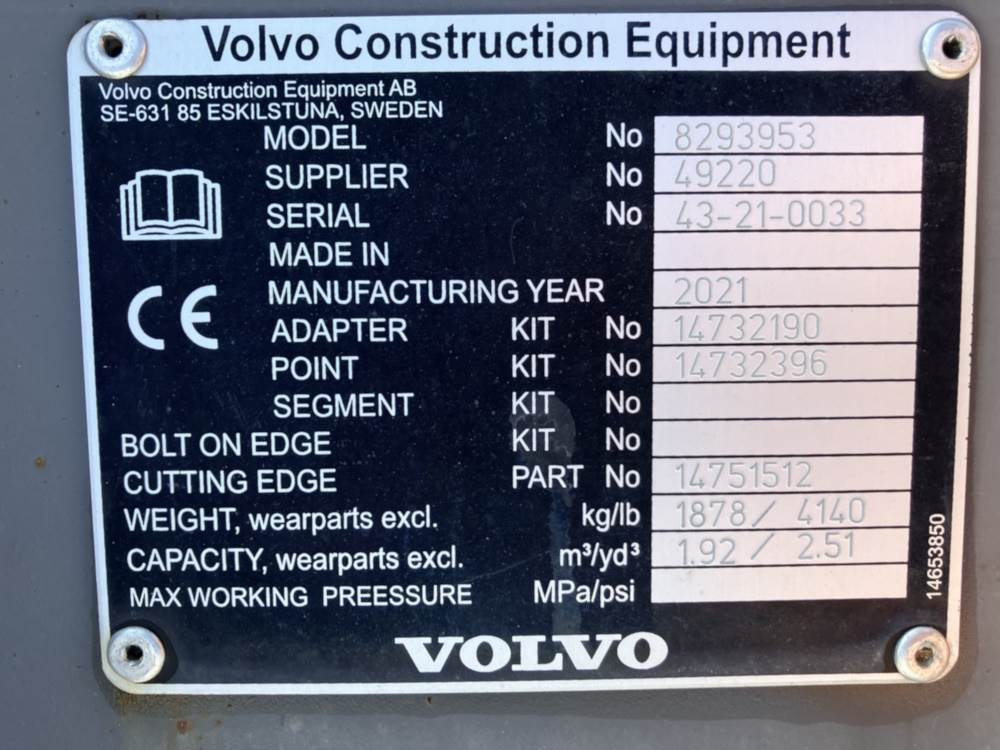 Volvo Construction Equipment
Volvo Construction Equipment AB
SE-631 85 ESKILSTUNA, SWEDEN
MODEL No 8293953
SUPPLIER No 49220
SERIAL No 43-21-0033
MADE IN
MANUFACTURING YEAR 2021
CE
ADAPTER KIT No 14732190
POINT KIT No 14732396
SEGMENT KIT No
BOLT ON EDGE KIT No
CUTTING EDGE PART No 14751512
WEIGHT, wearparts excl. kg/lb 1878/ 4140
CAPACITY, wearparts excl. m³/yd³ 1.92 / 2.51
MAX WORKING PREESSURE MPa/psi
14653850
VOLVO